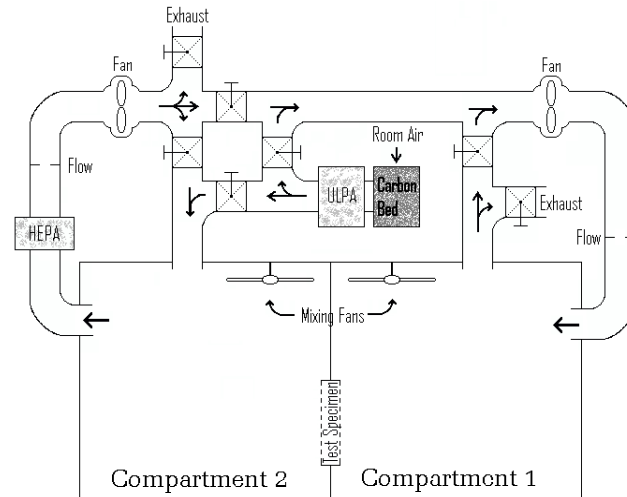 Exhaust
Fan
Fan
Room Air
Flow
ULPA
Carbon
Bed
Exhaust
HEPA
Flow
Mixing Fans
Test Specimen
Compartment 2
Compartment 1